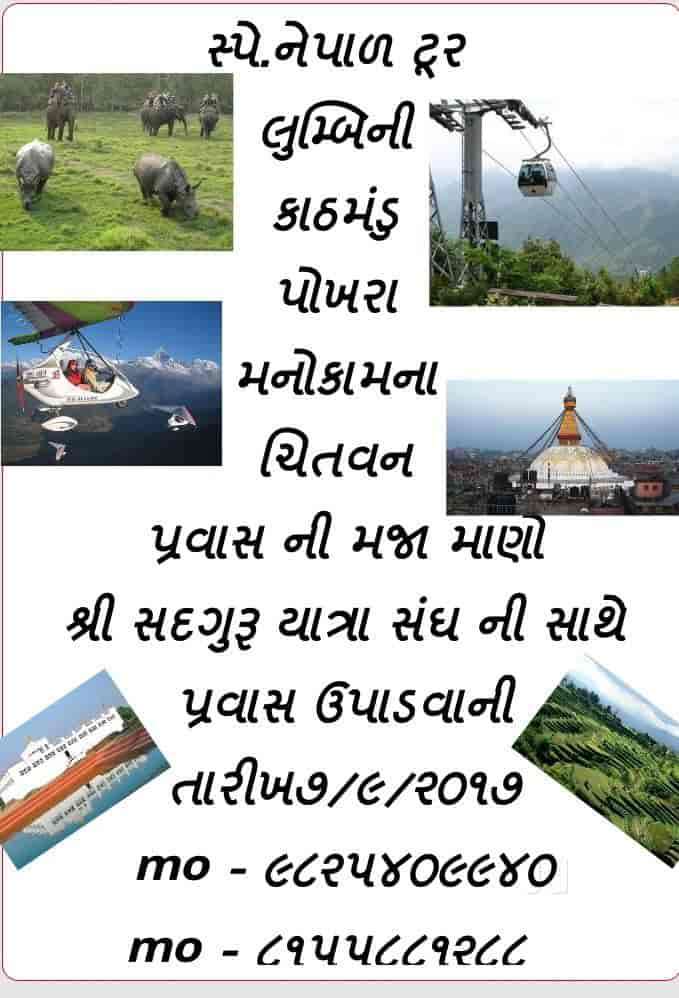 સ્પે.નેપાળ ટૂર
લુમ્બિની
કાઠમંડુ
પોખરા
મનોકામના
ચિતવન
પ્રવાસ ની મજા માણો
શ્રી સદગુરૂ યાત્રા સંઘ ની સાથે
પ્રવાસ ઉપાડવાની
તારીખ૭/૯/૨૦૧૭
mo - ૯૮૨૫૪૦૯૯૪૦
mo - ૮૧૫૫૮૮૧૨૮૮